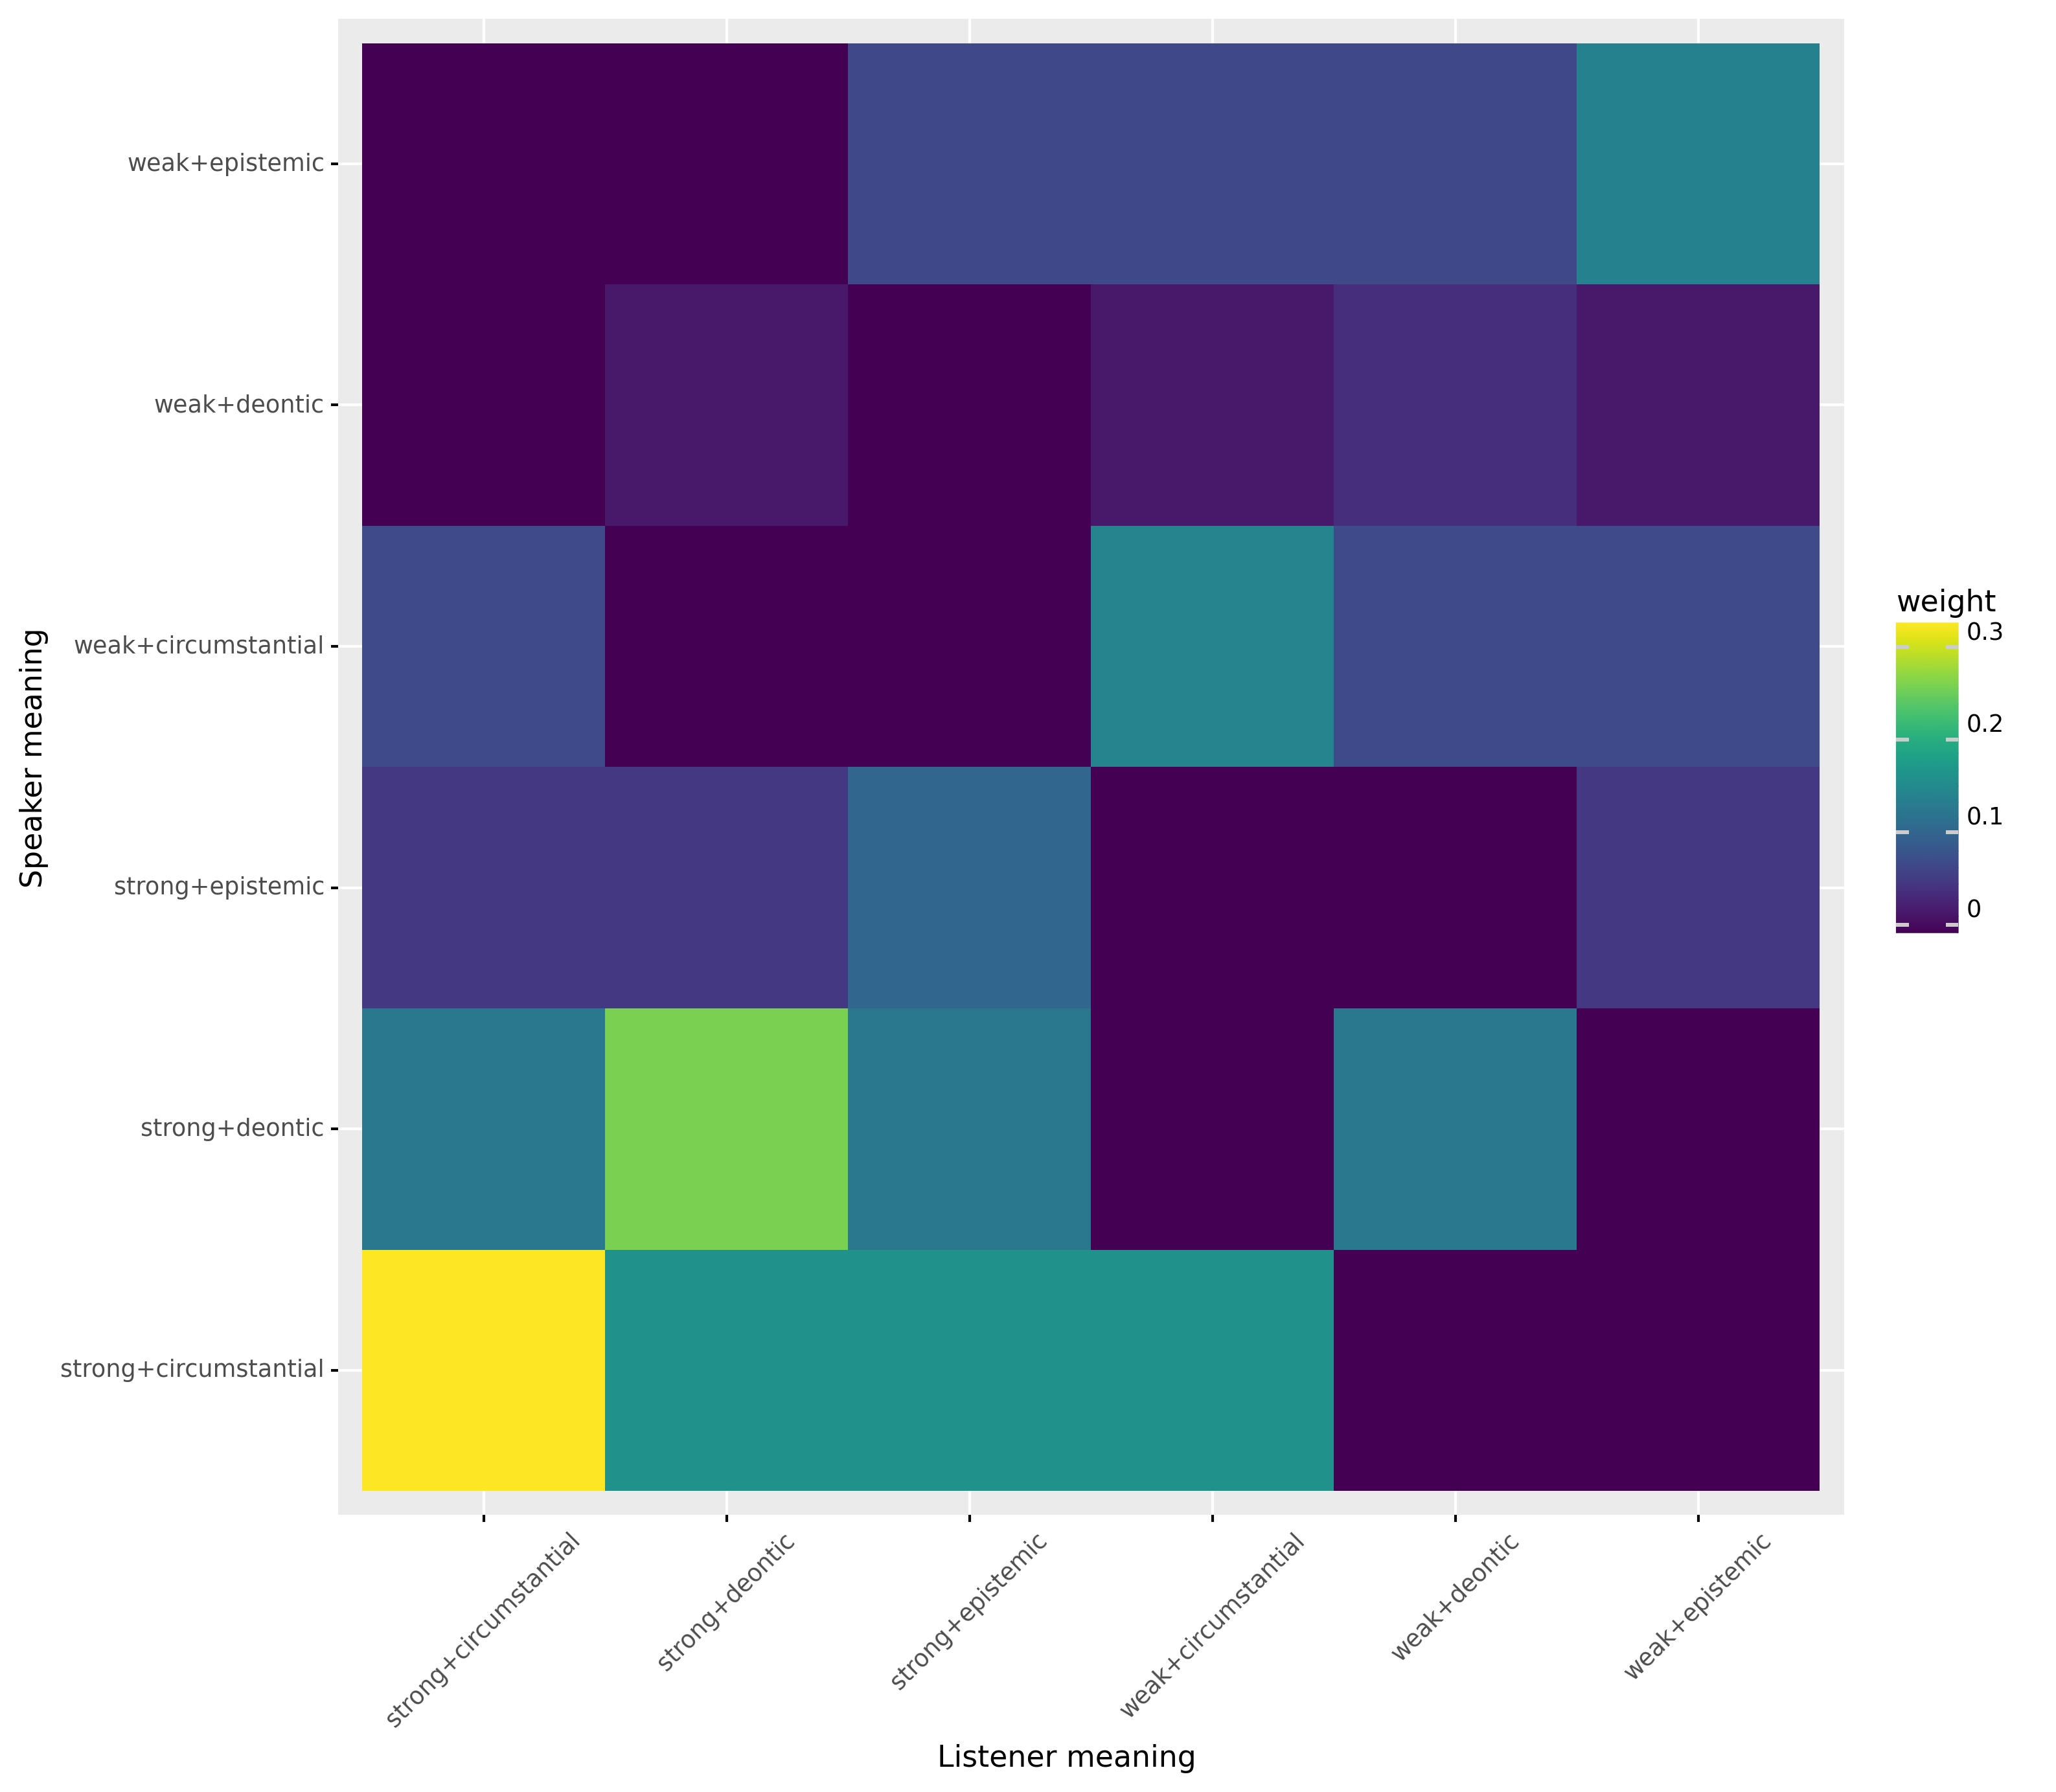 weak+epistemic
weak+deontic
weak+circumstantial
strong+epistemic
strong+deontic
strong+circumstantial
Speaker meaning
strong+circumstantial
strong+deontic
strong+epistemic
weak+circumstantial
weak+deontic
weak+epistemic
Listener meaning
weight
0.3
0.2
0.1
0